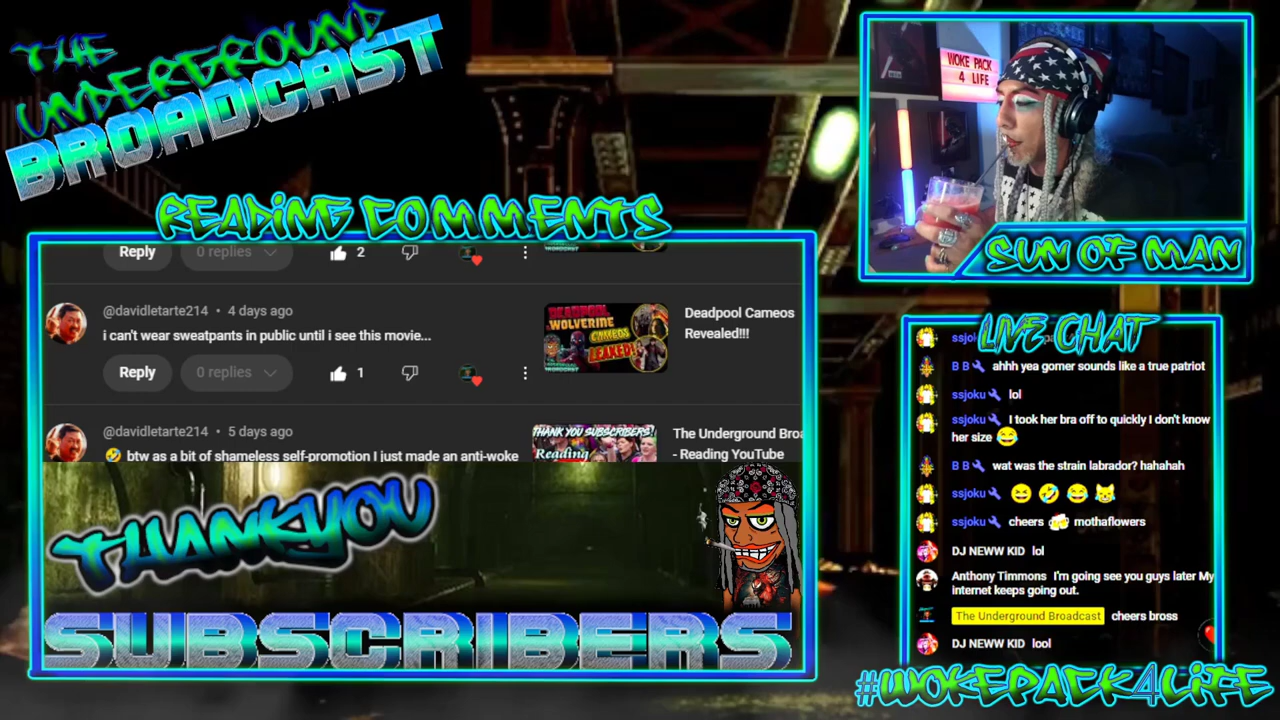 THE
UNDERGROUND
BROADCAST
WOKE PACK
4 LIFE
SUN OF MAN
READING COMMENTS
Reply
0 replies
2
@davidletarte214 • 4 days ago
i can't wear sweatpants in public until i see this movie...
Reply
0 replies
1
DEADPOOL
WOLVERINE
CAMEOS
LEAKED!
Deadpool Cameos
Revealed!!!
@davidletarte214 • 5 days ago
🤣 btw as a bit of shameless self-promotion I just made an anti-woke
THANK YOU SUBSCRIBERS!
Reading
The Underground Broa
- Reading YouTube
THANKYOU
SUBSCRIBERS
LIVE CHAT
B B ahhh yea gomer sounds like a true patriot
ssjoku lol
ssjoku I took her bra off to quickly I don't know
her size 😂
B B wat was the strain labrador? hahahah
ssjoku 😆 🤣 😂 😹
ssjoku cheers 🍻 mothaflowers
DJ NEWW KID lol
Anthony Timmons I'm going see you guys later My
internet keeps going out.
The Underground Broadcast cheers bross
DJ NEWW KID lool
#WOKEPACK4LIFE